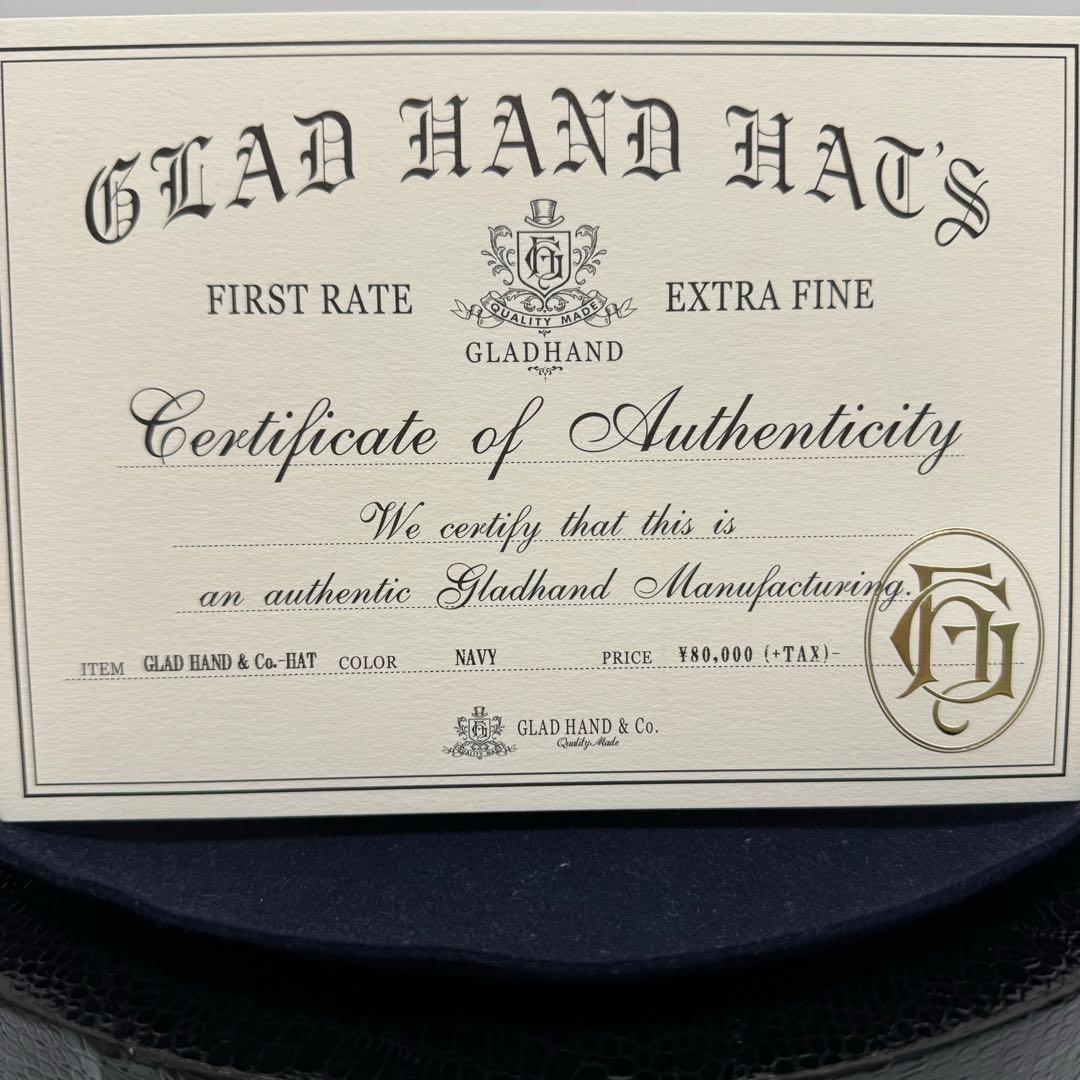 GLAD HAND HAT'S
FIRST RATE
EXTRA FINE
QUALITY MADE
GLADHAND
Certificate of Authenticity
We certify that this is
an authentic Gladhand Manufacturing.
ITEM GLAD HAND & Co.-HAT COLOR NAVY PRICE ¥80,000 (+TAX)-
QUALITY MADE
GLAD HAND & Co.
Quality Made